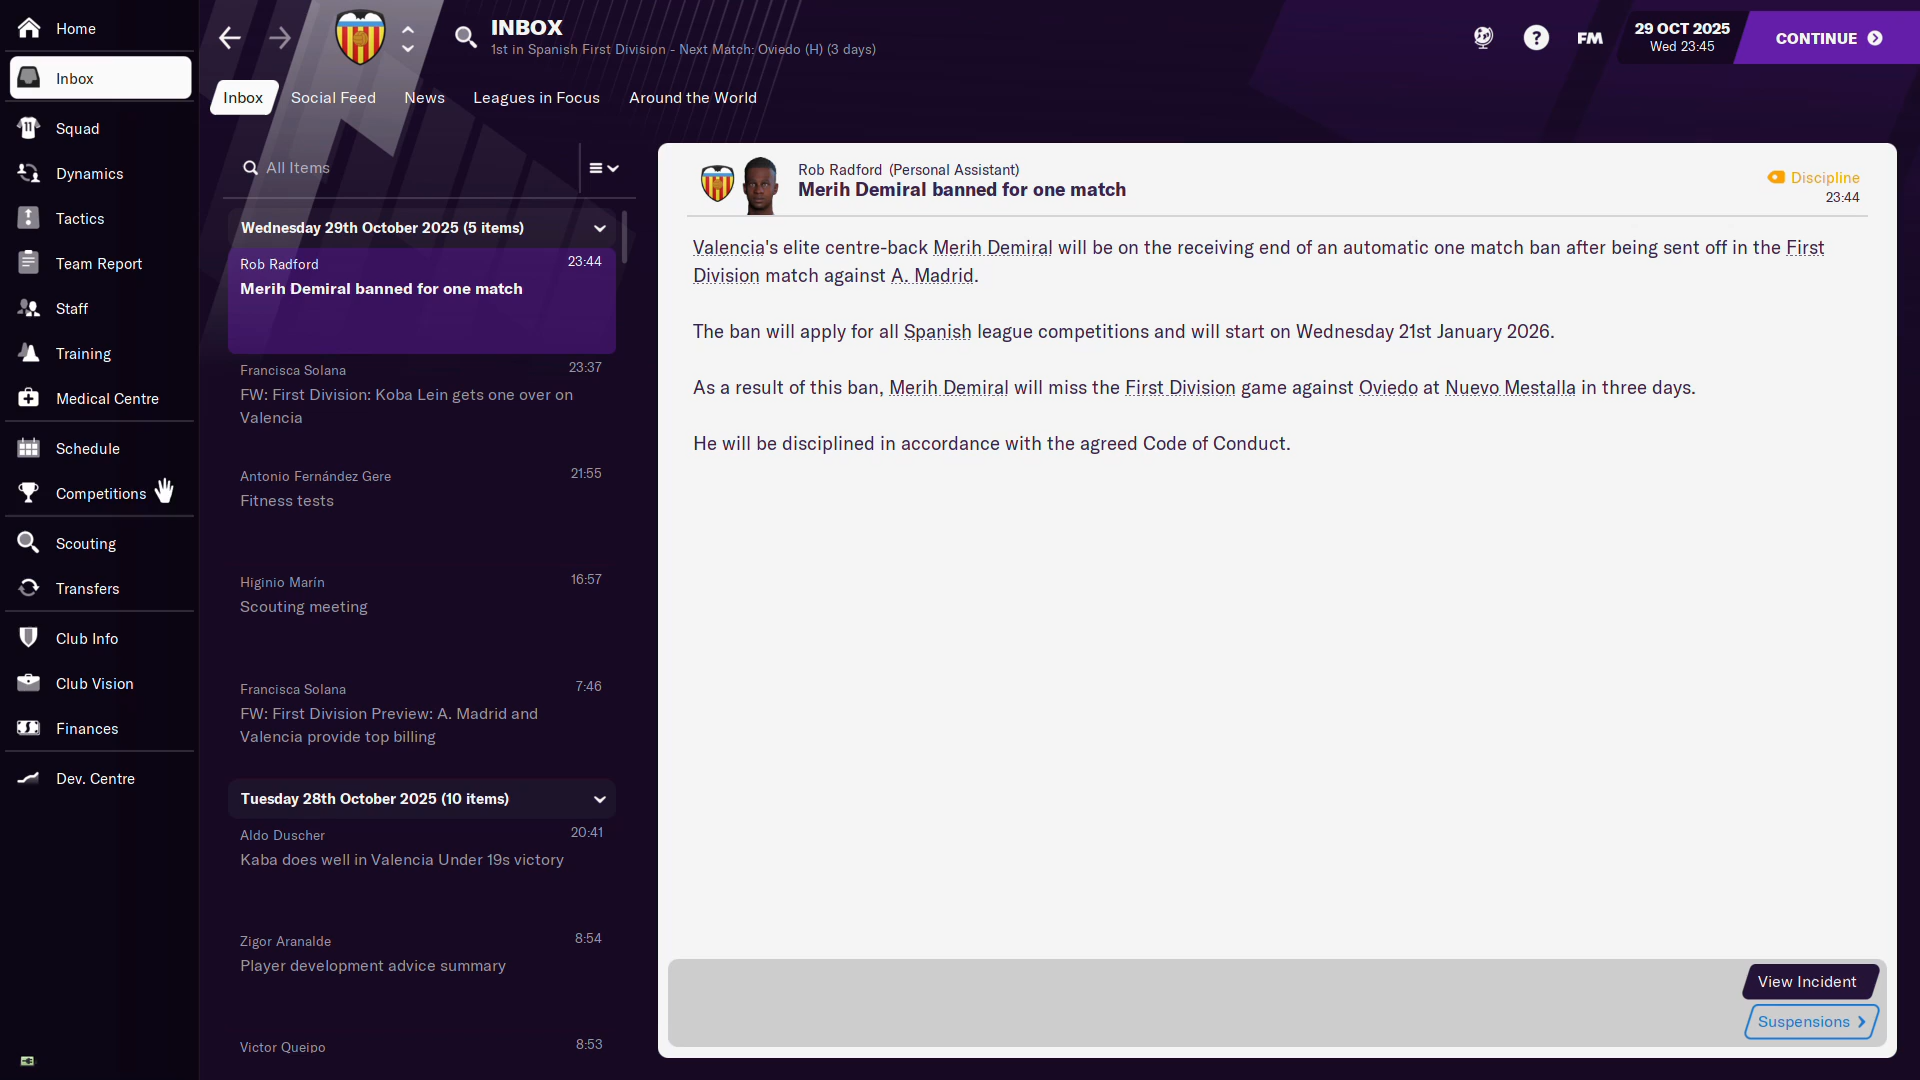 Home
Inbox
Squad
Dynamics
Tactics
Team Report
Staff
Training
Medical Centre
Schedule
Competitions
Scouting
Transfers
Club Info
Club Vision
Finances
Dev. Centre
INBOX
1st in Spanish First Division - Next Match: Oviedo (H) (3 days)
FM
29 OCT 2025
Wed 23:45
CONTINUE
Inbox
Social Feed
News
Leagues in Focus
Around the World
All Items
Wednesday 29th October 2025 (5 items)
Rob Radford
23:44
Merih Demiral banned for one match
Francisca Solana
23:37
FW: First Division: Koba Lein gets one over on
Valencia
Antonio Fernández Gere
21:55
Fitness tests
Higinio Marín
16:57
Scouting meeting
Francisca Solana
7:46
FW: First Division Preview: A. Madrid and
Valencia provide top billing
Tuesday 28th October 2025 (10 items)
Aldo Duscher
20:41
Kaba does well in Valencia Under 19s victory
Zigor Aranalde
8:54
Player development advice summary
Victor Queipo
8:53
Rob Radford (Personal Assistant)
Merih Demiral banned for one match
Discipline
23:44
Valencia's elite centre-back Merih Demiral will be on the receiving end of an automatic one match ban after being sent off in the First
Division match against A. Madrid.
The ban will apply for all Spanish league competitions and will start on Wednesday 21st January 2026.
As a result of this ban, Merih Demiral will miss the First Division game against Oviedo at Nuevo Mestalla in three days.
He will be disciplined in accordance with the agreed Code of Conduct.
View Incident
Suspensions